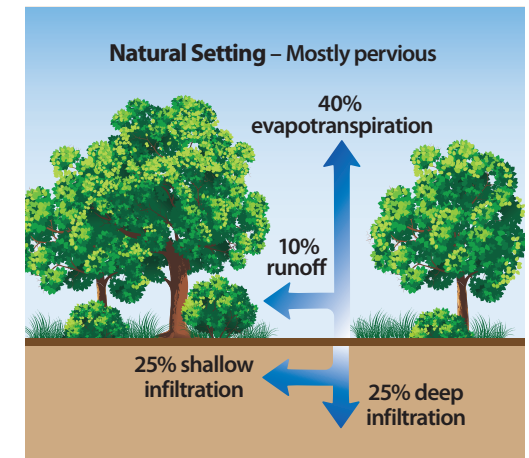 Natural Setting – Mostly pervious
40%
evapotranspiration
10%
runoff
25% shallow
infiltration
25% deep
infiltration